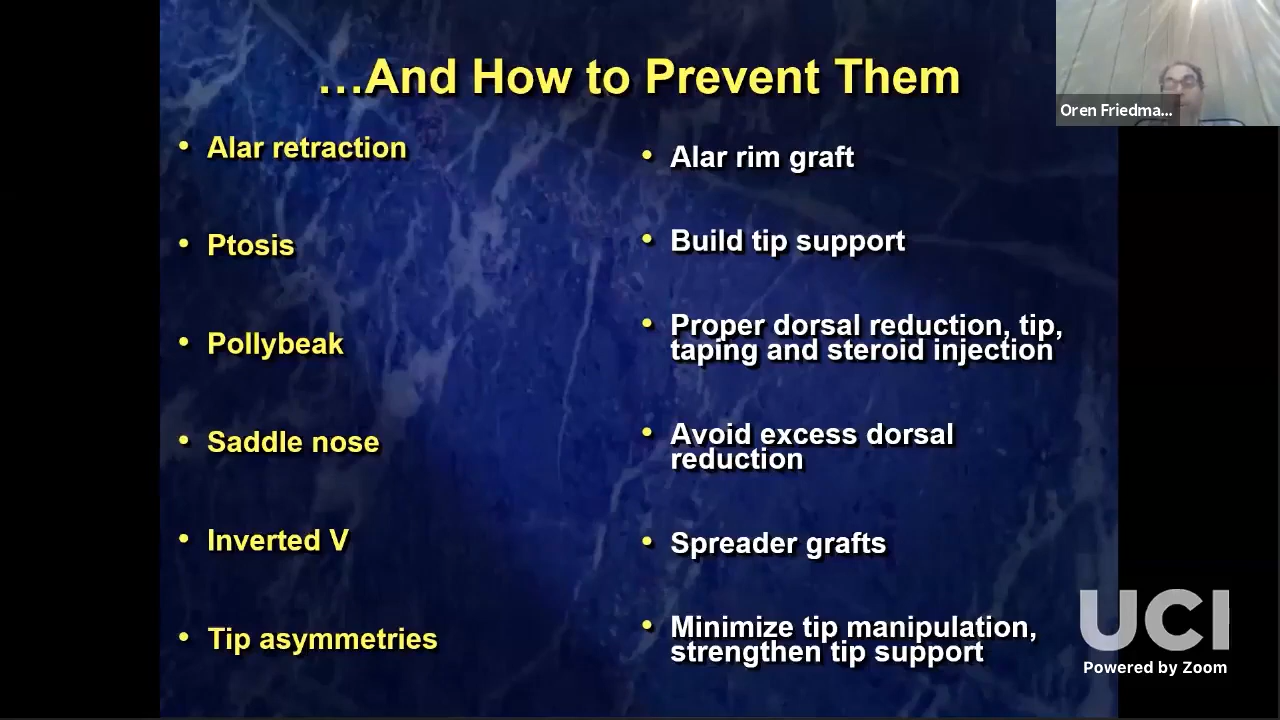 …And How to Prevent Them
Oren Friedma...
• Alar retraction
• Ptosis
• Pollybeak
• Saddle nose
• Inverted V
• Tip asymmetries
• Alar rim graft
• Build tip support
• Proper dorsal reduction, tip,
taping and steroid injection
• Avoid excess dorsal
reduction
• Spreader grafts
• Minimize tip manipulation,
strengthen tip support
UCI
Powered by Zoom